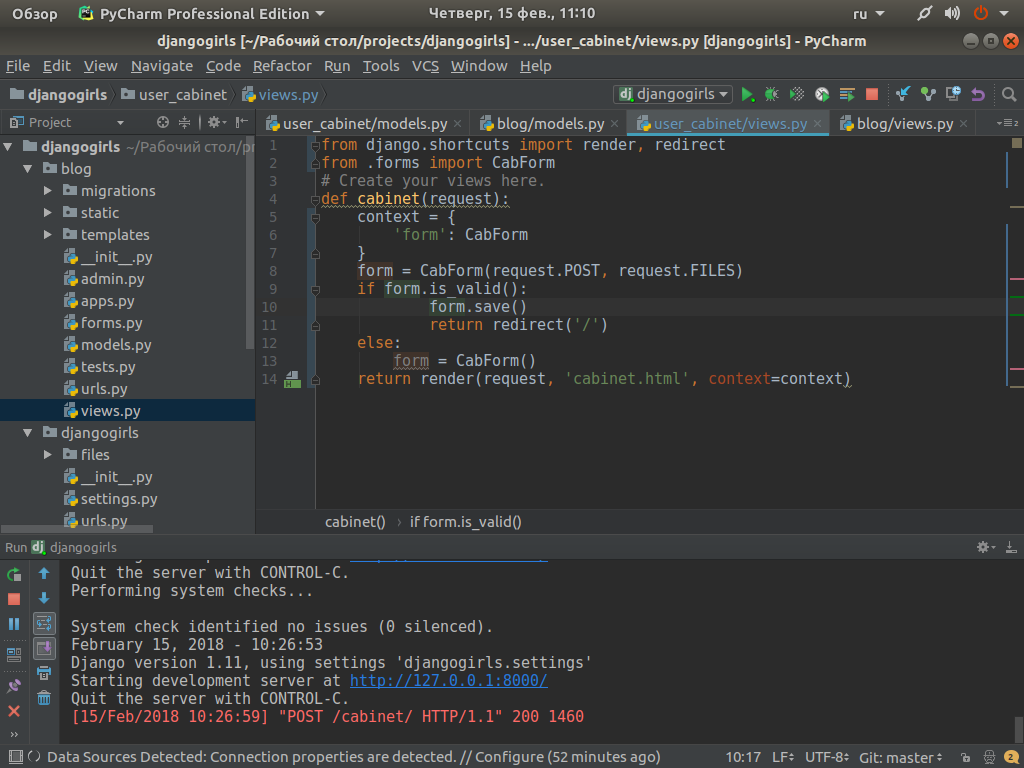 Обзор PyCharm Professional Edition Четверг, 15 фев., 11:10 ru
djangogirls [~/Рабочий стол/projects/djangogirls] - .../user_cabinet/views.py [djangogirls] - PyCharm
File Edit View Navigate Code Refactor Run Tools VCS Window Help
djangogirls user_cabinet views.py djangogirls
Project user_cabinet/models.py blog/models.py user_cabinet/views.py blog/views.py
djangogirls ~/Рабочий стол/pr
blog
migrations
static
templates
__init__.py
admin.py
apps.py
forms.py
models.py
tests.py
urls.py
views.py
djangogirls
files
__init__.py
settings.py
urls.py
1 from django.shortcuts import render, redirect
2 from .forms import CabForm
3 # Create your views here.
4 def cabinet(request):
5 context = {
6 'form': CabForm
7 }
8 form = CabForm(request.POST, request.FILES)
9 if form.is_valid():
10 form.save()
11 return redirect('/')
12 else:
13 form = CabForm()
14 return render(request, 'cabinet.html', context=context)
cabinet() › if form.is_valid()
Run djangogirls
Quit the server with CONTROL-C.
Performing system checks...
System check identified no issues (0 silenced).
February 15, 2018 - 10:26:53
Django version 1.11, using settings 'djangogirls.settings'
Starting development server at http://127.0.0.1:8000/
Quit the server with CONTROL-C.
[15/Feb/2018 10:26:59] "POST /cabinet/ HTTP/1.1" 200 1460
Data Sources Detected: Connection properties are detected. // Configure (52 minutes ago) 10:17 LF UTF-8 Git: master 2